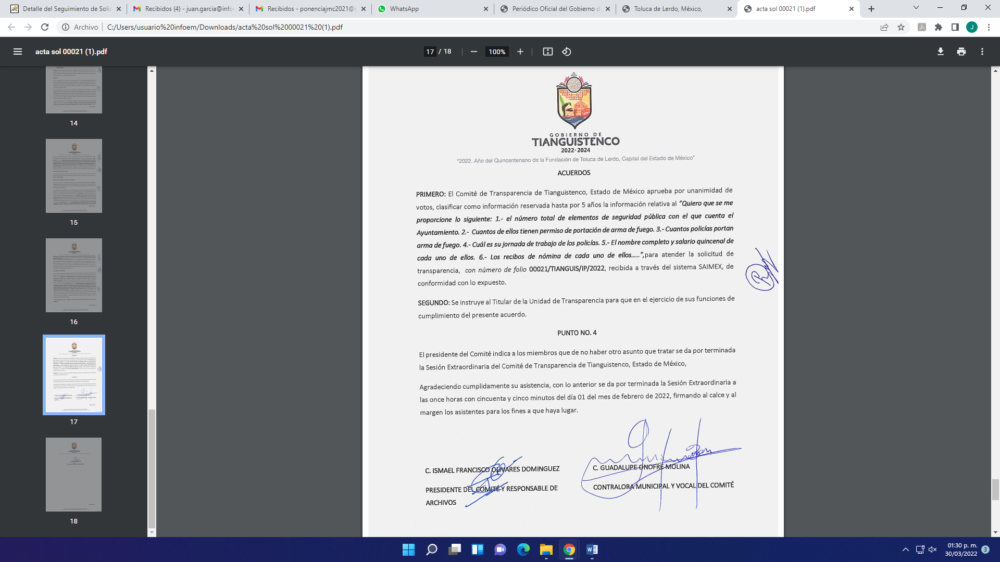 Detalle del Seguimiento de Solic
Recibidos (4) - juan.garcia@info
Recibidos - ponenciajmc2021@g
WhatsApp
Periódico Oficial del Gobierno d
Toluca de Lerdo, México,
acta sol 00021 (1).pdf
Archivo
C:/Users/usuario%20infoem/Downloads/acta%20sol%2000021%20(1).pdf
J
acta sol 00021 (1).pdf
17 / 18
100%
14
15
16
17
18
GOBIERNO DE
TIANGUISTENCO
2022-2024
"2022. Año del Quincentenario de la Fundación de Toluca de Lerdo, Capital del Estado de México"
ACUERDOS
PRIMERO: El Comité de Transparencia de Tianguistenco, Estado de México aprueba por unanimidad de
votos, clasificar como información reservada hasta por 5 años la información relativa al "Quiero que se me
proporcione lo siguiente: 1.- el número total de elementos de seguridad pública con el que cuenta el
Ayuntamiento. 2.- Cuantos de ellos tienen permiso de portación de arma de fuego. 3.- Cuantos policías portan
arma de fuego. 4.- Cuál es su jornada de trabajo de los policías. 5.- El nombre completo y salario quincenal de
cada uno de ellos. 6.- Los recibos de nómina de cada uno de ellos.....",para atender la solicitud de
transparencia, con número de folio 00021/TIANGUIS/IP/2022, recibida a través del sistema SAIMEX, de
conformidad con lo expuesto.
SEGUNDO: Se instruye al Titular de la Unidad de Transparencia para que en el ejercicio de sus funciones de
cumplimiento del presente acuerdo.
PUNTO NO. 4
El presidente del Comité indica a los miembros que de no haber otro asunto que tratar se da por terminada
la Sesión Extraordinaria del Comité de Transparencia de Tianguistenco, Estado de México,
Agradeciendo cumplidamente su asistencia, con lo anterior se da por terminada la Sesión Extraordinaria a
las once horas con cincuenta y cinco minutos del día 01 del mes de febrero de 2022, firmando al calce y al
margen los asistentes para los fines a que haya lugar.
C. ISMAEL FRANCISCO OLIVARES DOMINGUEZ
PRESIDENTE DEL COMITÉ Y RESPONSABLE DE
ARCHIVOS
C. GUADALUPE ONOFRE MOLINA
CONTRALORA MUNICIPAL Y VOCAL DEL COMITÉ
01:30 p. m.
30/03/2022
3